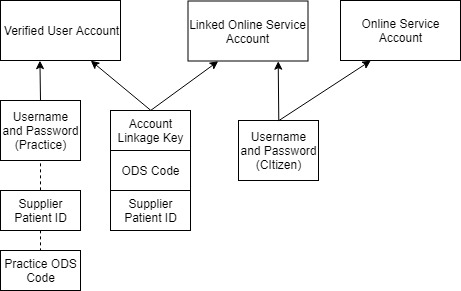 Verified User Account
Linked Online Service
Account
Online Service
Account
Username
and Password
(Practice)
Account
Linkage Key
ODS Code
Supplier
Patient ID
Username
and Password
(CItizen)
Supplier
Patient ID
Practice ODS
Code